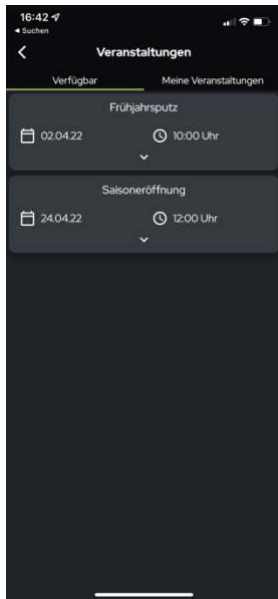 16:42
Suchen
Veranstaltungen
Verfügbar Meine Veranstaltungen
Frühjahrsputz
02.04.22 10:00 Uhr
Saisoneröffnung
24.04.22 12:00 Uhr